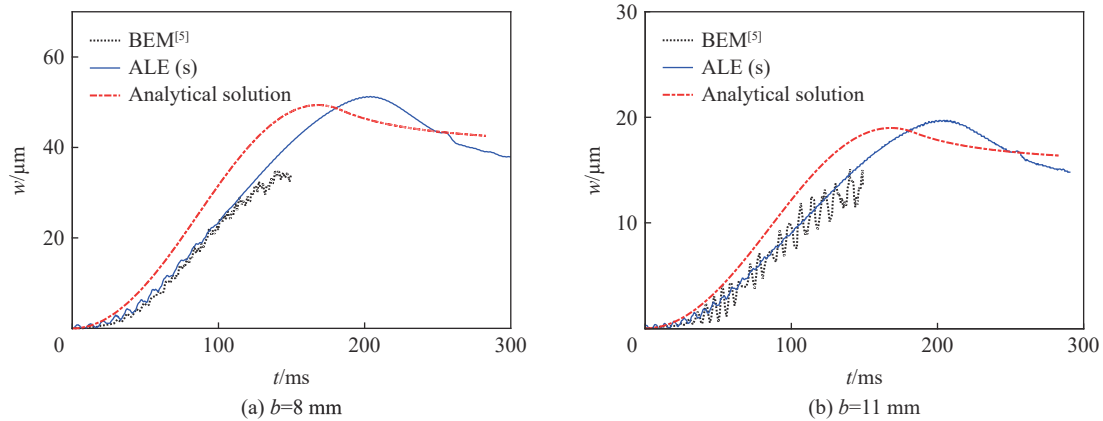 60
40
20
0
100
200
300
w/μm
t/ms
BEM[5]
ALE (s)
Analytical solution
(a) b=8 mm
30
20
10
0
100
200
300
w/μm
t/ms
BEM[5]
ALE (s)
Analytical solution
(b) b=11 mm